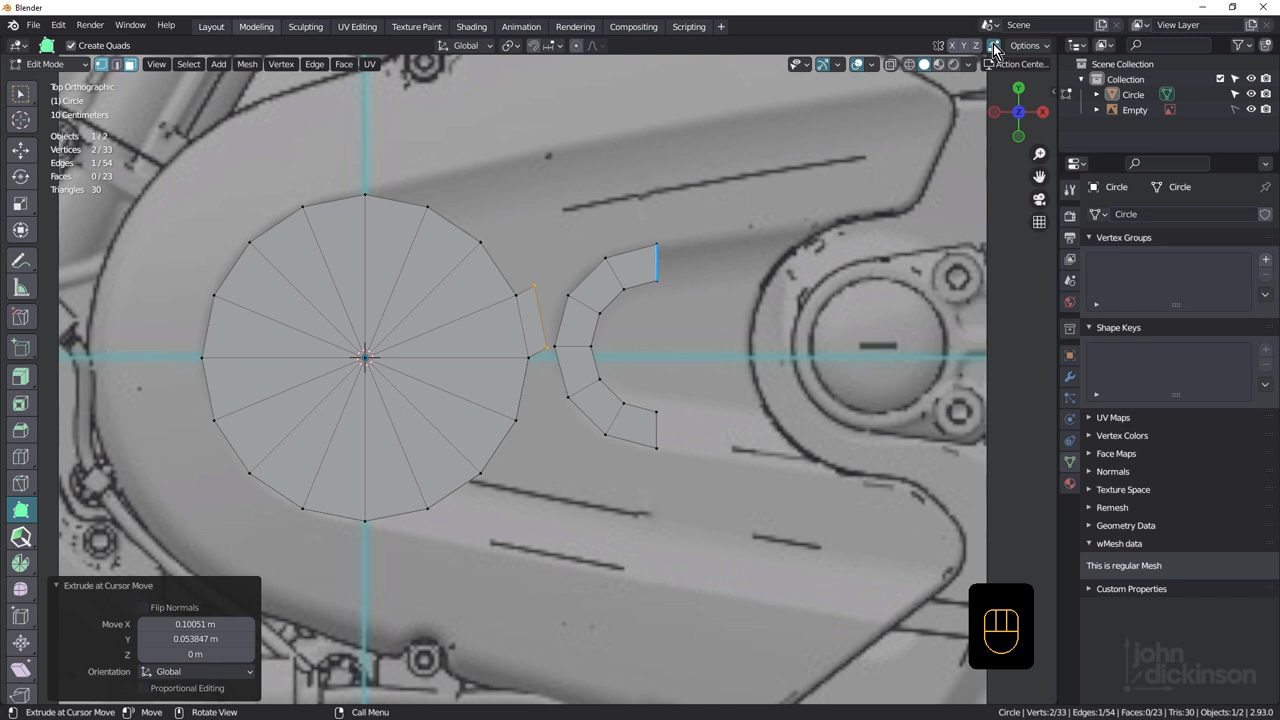 Blender
File Edit Render Window Help
Layout Modeling Sculpting UV Editing Texture Paint Shading Animation Rendering Compositing Scripting +
Scene
View Layer
Create Quads
Global
X Y Z
Options
Edit Mode
View Select Add Mesh Vertex Edge Face UV
Action Cente...
Top Orthographic
(1) Circle
10 Centimeters
Objects 1/2
Vertices 2/33
Edges 1/54
Faces 0/23
Triangles 30
Y
X
Z
Scene Collection
Collection
Circle
Empty
Circle
Circle
Circle
Vertex Groups
Shape Keys
UV Maps
Vertex Colors
Face Maps
Normals
Texture Space
Remesh
Geometry Data
wMesh data
This is regular Mesh
Custom Properties
Extrude at Cursor Move
Flip Normals
Move X 0.10051 m
Y 0.053847 m
Z 0 m
Orientation Global
Proportional Editing
john
dickinson
Extrude at Cursor Move
Move
Rotate View
Call Menu
Circle | Verts:2/33 | Edges:1/54 | Faces:0/23 | Tris:30 | Objects:1/2 | 2.93.0